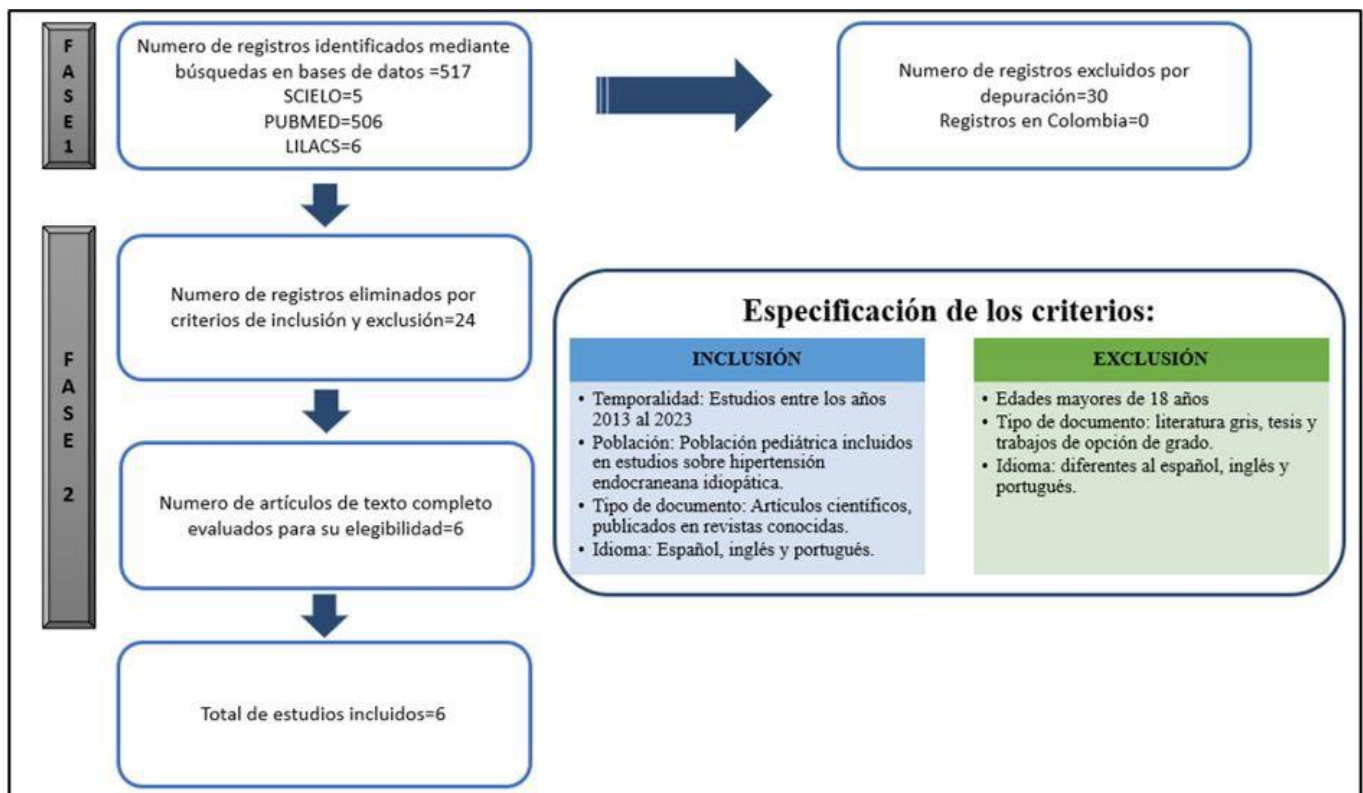 FASE 1
Numero de registros identificados mediante
búsquedas en bases de datos =517
SCIELO=5
PUBMED=506
LILACS=6
Numero de registros excluidos por
depuración=30
Registros en Colombia=0
FASE 2
Numero de registros eliminados por
criterios de inclusión y exclusión=24
Numero de artículos de texto completo
evaluados para su elegibilidad=6
Total de estudios incluidos=6
Especificación de los criterios:
INCLUSIÓN
• Temporalidad: Estudios entre los años
2013 al 2023
• Población: Población pediátrica incluidos
en estudios sobre hipertensión
endocraneana idiopática.
• Tipo de documento: Artículos científicos,
publicados en revistas conocidas.
• Idioma: Español, inglés y portugués.
EXCLUSIÓN
• Edades mayores de 18 años
• Tipo de documento: literatura gris, tesis y
trabajos de opción de grado.
• Idioma: diferentes al español, inglés y
portugués.